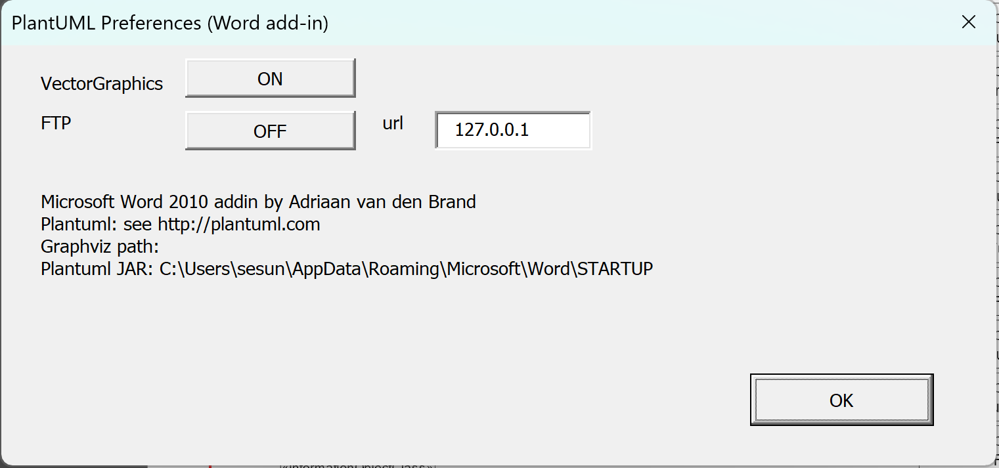 PlantUML Preferences (Word add-in)
VectorGraphics ON
FTP OFF url 127.0.0.1
Microsoft Word 2010 addin by Adriaan van den Brand
Plantuml: see http://plantuml.com
Graphviz path:
Plantuml JAR: C:\Users\sesun\AppData\Roaming\Microsoft\Word\STARTUP
OK
«InformationObjectClass»